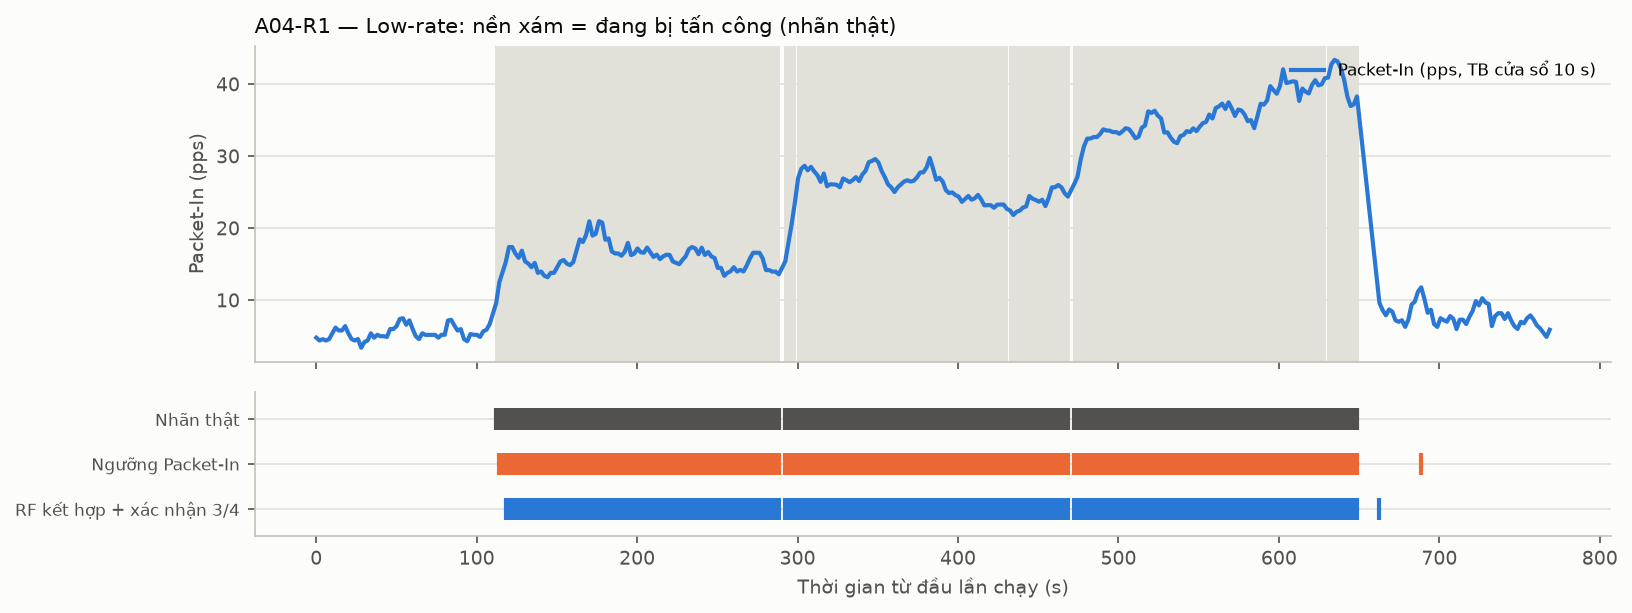 A04-R1 — Low-rate: nền xám = đang bị tấn công (nhãn thật)
Packet-In (pps, TB cửa sổ 10 s)
Packet-In (pps)
40
30
20
10
Nhãn thật
Ngưỡng Packet-In
RF kết hợp + xác nhận 3/4
0 100 200 300 400 500 600 700 800
Thời gian từ đầu lần chạy (s)